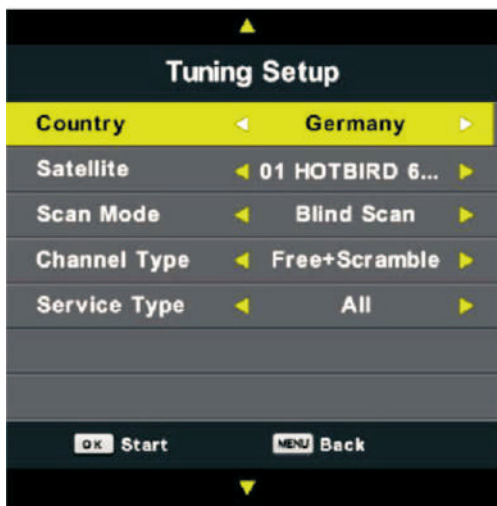 Tuning Setup
Country Germany
Satellite 01 HOTBIRD 6...
Scan Mode Blind Scan
Channel Type Free+Scramble
Service Type All
OK Start MENU Back